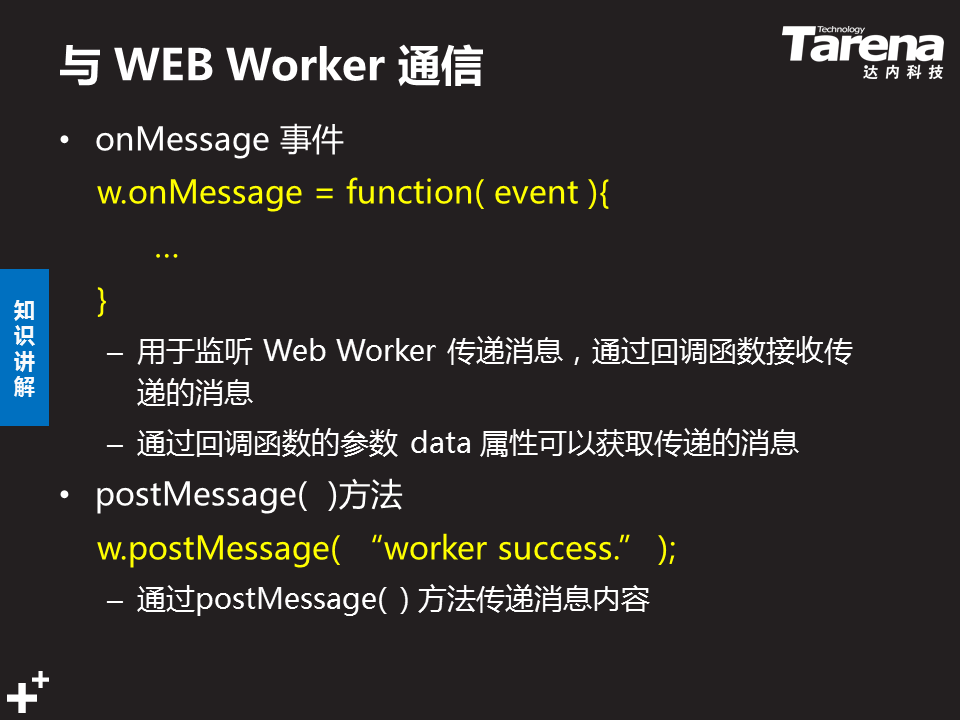 与 WEB Worker 通信
Technology
Tarena
达内科技
• onMessage 事件
w.onMessage = function( event ){
…
}
– 用于监听 Web Worker 传递消息，通过回调函数接收传
递的消息
– 通过回调函数的参数 data 属性可以获取传递的消息
• postMessage( )方法
w.postMessage( “worker success.” );
– 通过postMessage( ) 方法传递消息内容
知识讲解